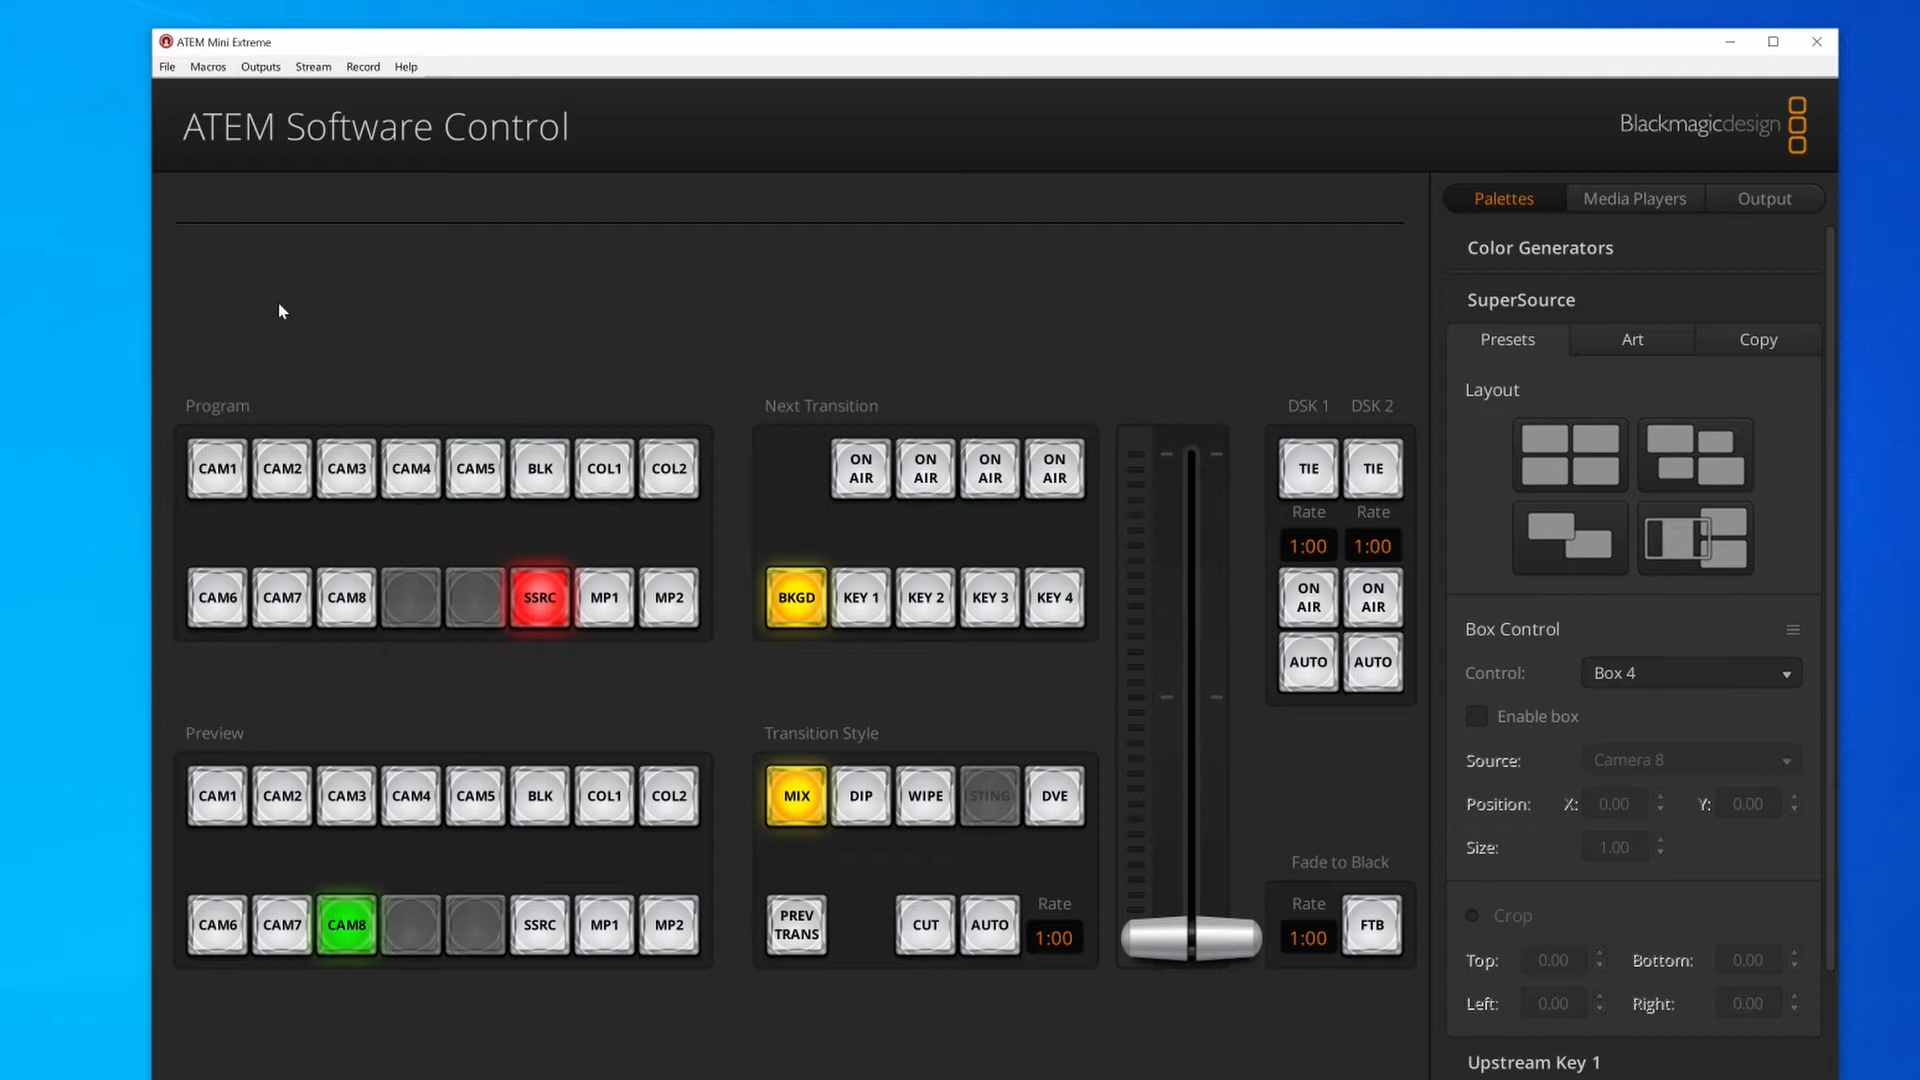 ATEM Mini Extreme
File Macros Outputs Stream Record Help
ATEM Software Control
Blackmagicdesign
Palettes Media Players Output
Color Generators
SuperSource
Presets Art Copy
Layout
Program
CAM1 CAM2 CAM3 CAM4 CAM5 BLK COL1 COL2
CAM6 CAM7 CAM8 SSRC MP1 MP2
Next Transition
ON AIR ON AIR ON AIR ON AIR
BKGD KEY 1 KEY 2 KEY 3 KEY 4
DSK 1 DSK 2
TIE TIE
Rate Rate
1:00 1:00
ON AIR ON AIR
AUTO AUTO
Preview
CAM1 CAM2 CAM3 CAM4 CAM5 BLK COL1 COL2
CAM6 CAM7 CAM8 SSRC MP1 MP2
Transition Style
MIX DIP WIPE STING DVE
PREV TRANS CUT AUTO
Rate
1:00
Fade to Black
Rate
1:00 FTB
Box Control
Control: Box 4
Enable box
Source: Camera 8
Position: X: 0.00 Y: 0.00
Size: 1.00
Crop
Top: 0.00 Bottom: 0.00
Left: 0.00 Right: 0.00
Upstream Key 1